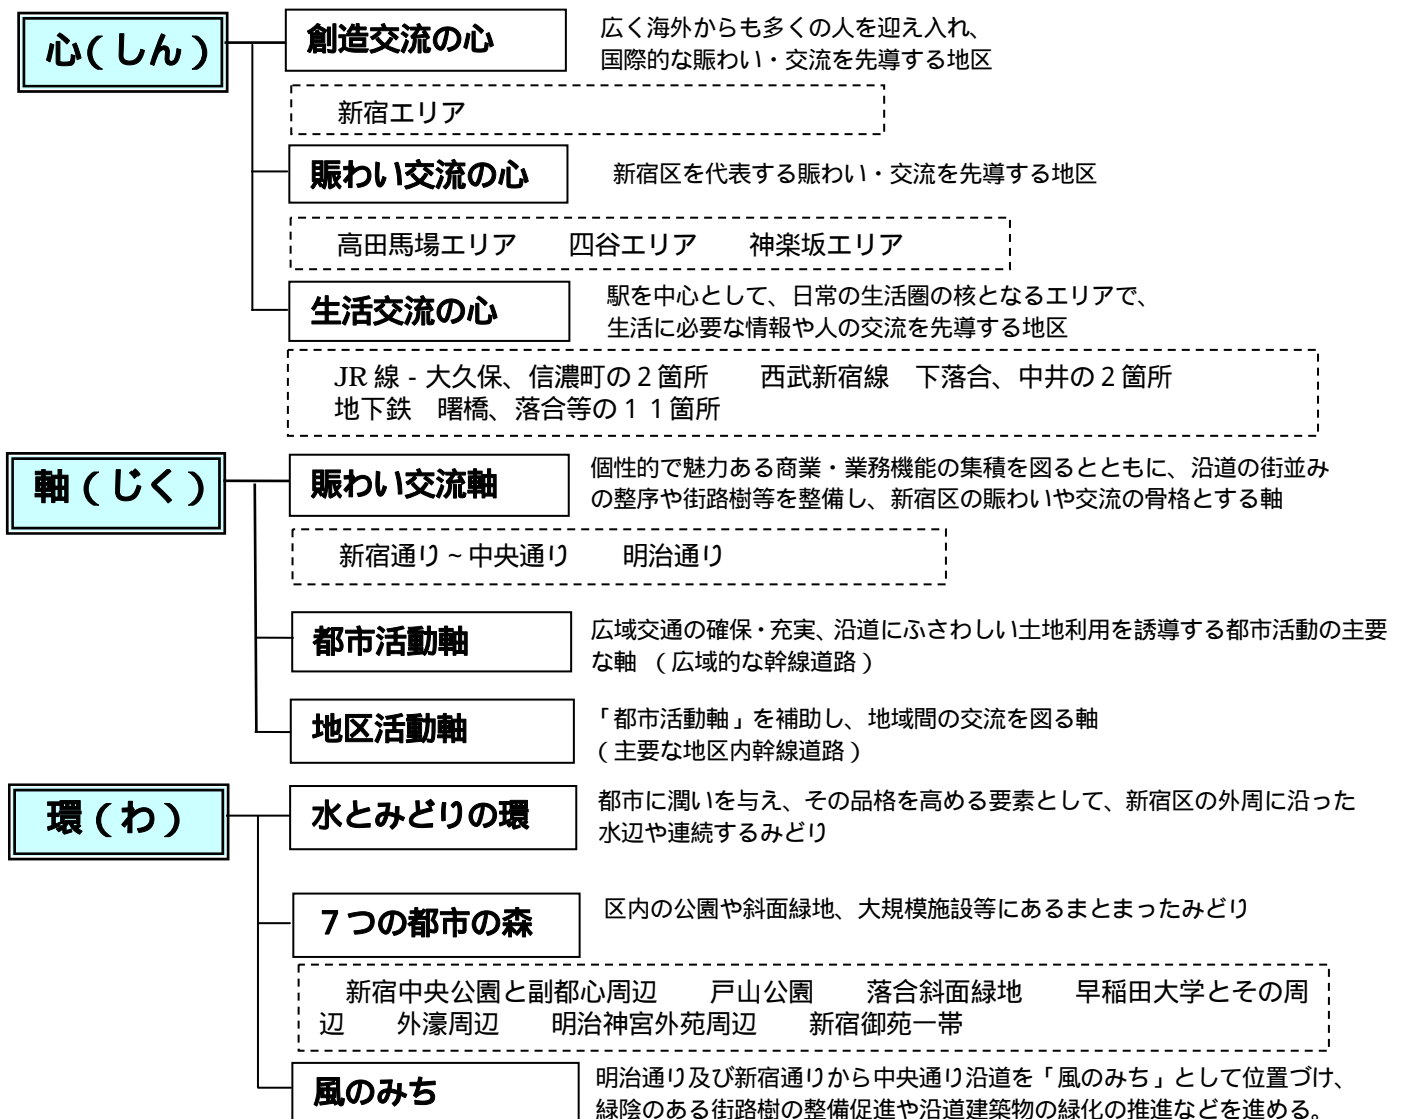 心(しん)
創造交流の心
広く海外からも多くの人を迎え入れ、
国際的な賑わい・交流を先導する地区
新宿エリア
賑わい交流の心
新宿区を代表する賑わい・交流を先導する地区
高田馬場エリア　　四谷エリア　　神楽坂エリア
生活交流の心
駅を中心として、日常の生活圏の核となるエリアで、
生活に必要な情報や人の交流を先導する地区
JR 線 - 大久保、信濃町の２箇所　　西武新宿線　下落合、中井の２箇所
地下鉄　曙橋、落合等の１１箇所
軸（じく）
賑わい交流軸
個性的で魅力ある商業・業務機能の集積を図るとともに、沿道の街並み
の整序や街路樹等を整備し、新宿区の賑わいや交流の骨格とする軸
新宿通り～中央通り　　明治通り
都市活動軸
広域交通の確保・充実、沿道にふさわしい土地利用を誘導する都市活動の主要
な軸　（広域的な幹線道路）
地区活動軸
「都市活動軸」を補助し、地域間の交流を図る軸
（主要な地区内幹線道路）
環（わ）
水とみどりの環
都市に潤いを与え、その品格を高める要素として、新宿区の外周に沿った
水辺や連続するみどり
７つの都市の森
区内の公園や斜面緑地、大規模施設等にあるまとまったみどり
新宿中央公園と副都心周辺　　戸山公園　　落合斜面緑地　　早稲田大学とその周
辺　　外濠周辺　　明治神宮外苑周辺　　新宿御苑一帯
風のみち
明治通り及び新宿通りから中央通り沿道を「風のみち」として位置づけ、
緑陰のある街路樹の整備促進や沿道建築物の緑化の推進などを進める。